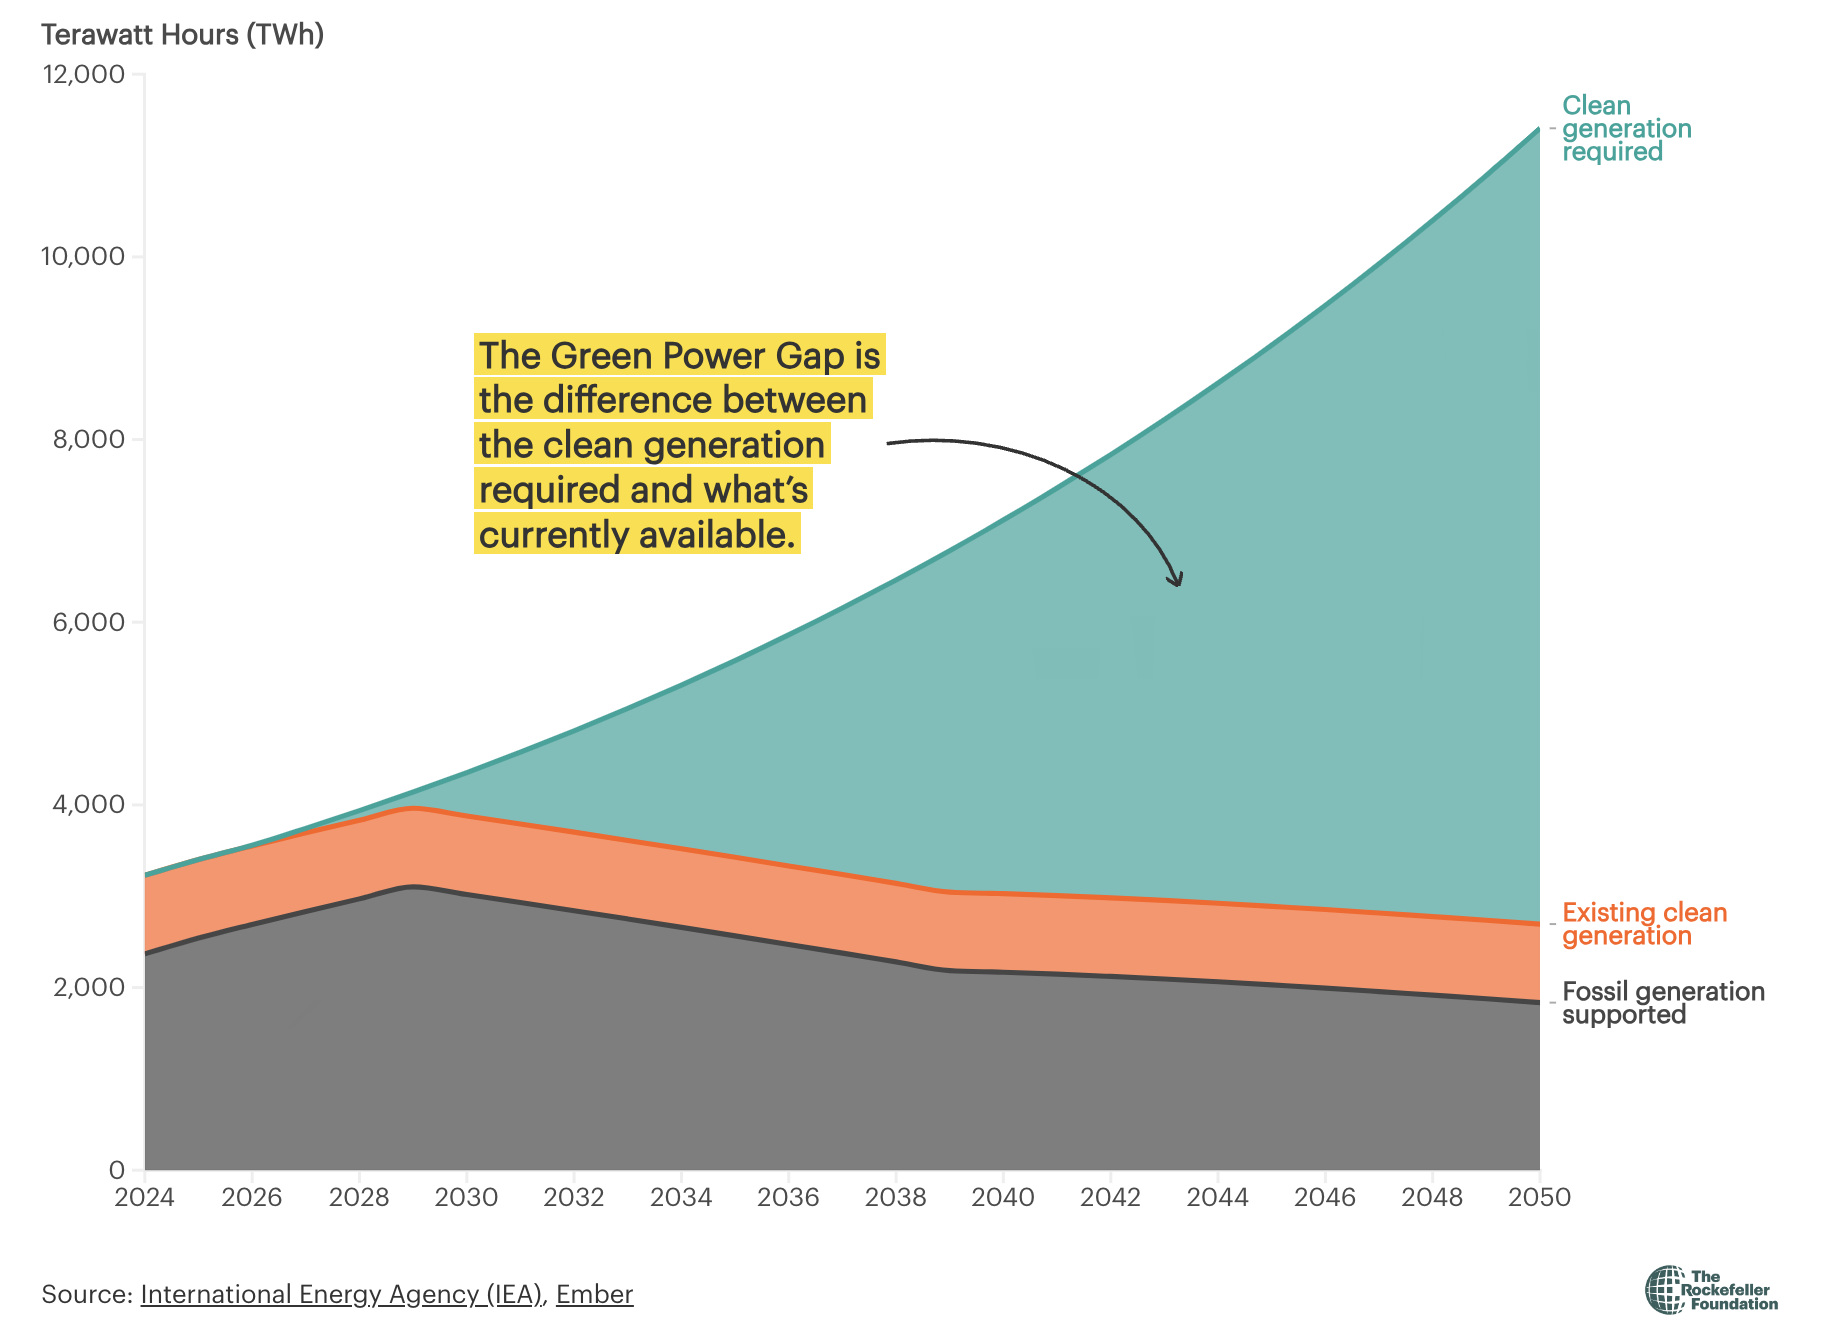 Terawatt Hours (TWh)
12,000
10,000
8,000
6,000
4,000
2,000
0
The Green Power Gap is
the difference between
the clean generation
required and what’s
currently available.
Clean
generation
required
Existing clean
generation
Fossil generation
supported
2024 2026 2028 2030 2032 2034 2036 2038 2040 2042 2044 2046 2048 2050
Source: International Energy Agency (IEA), Ember
The
Rockefeller
Foundation